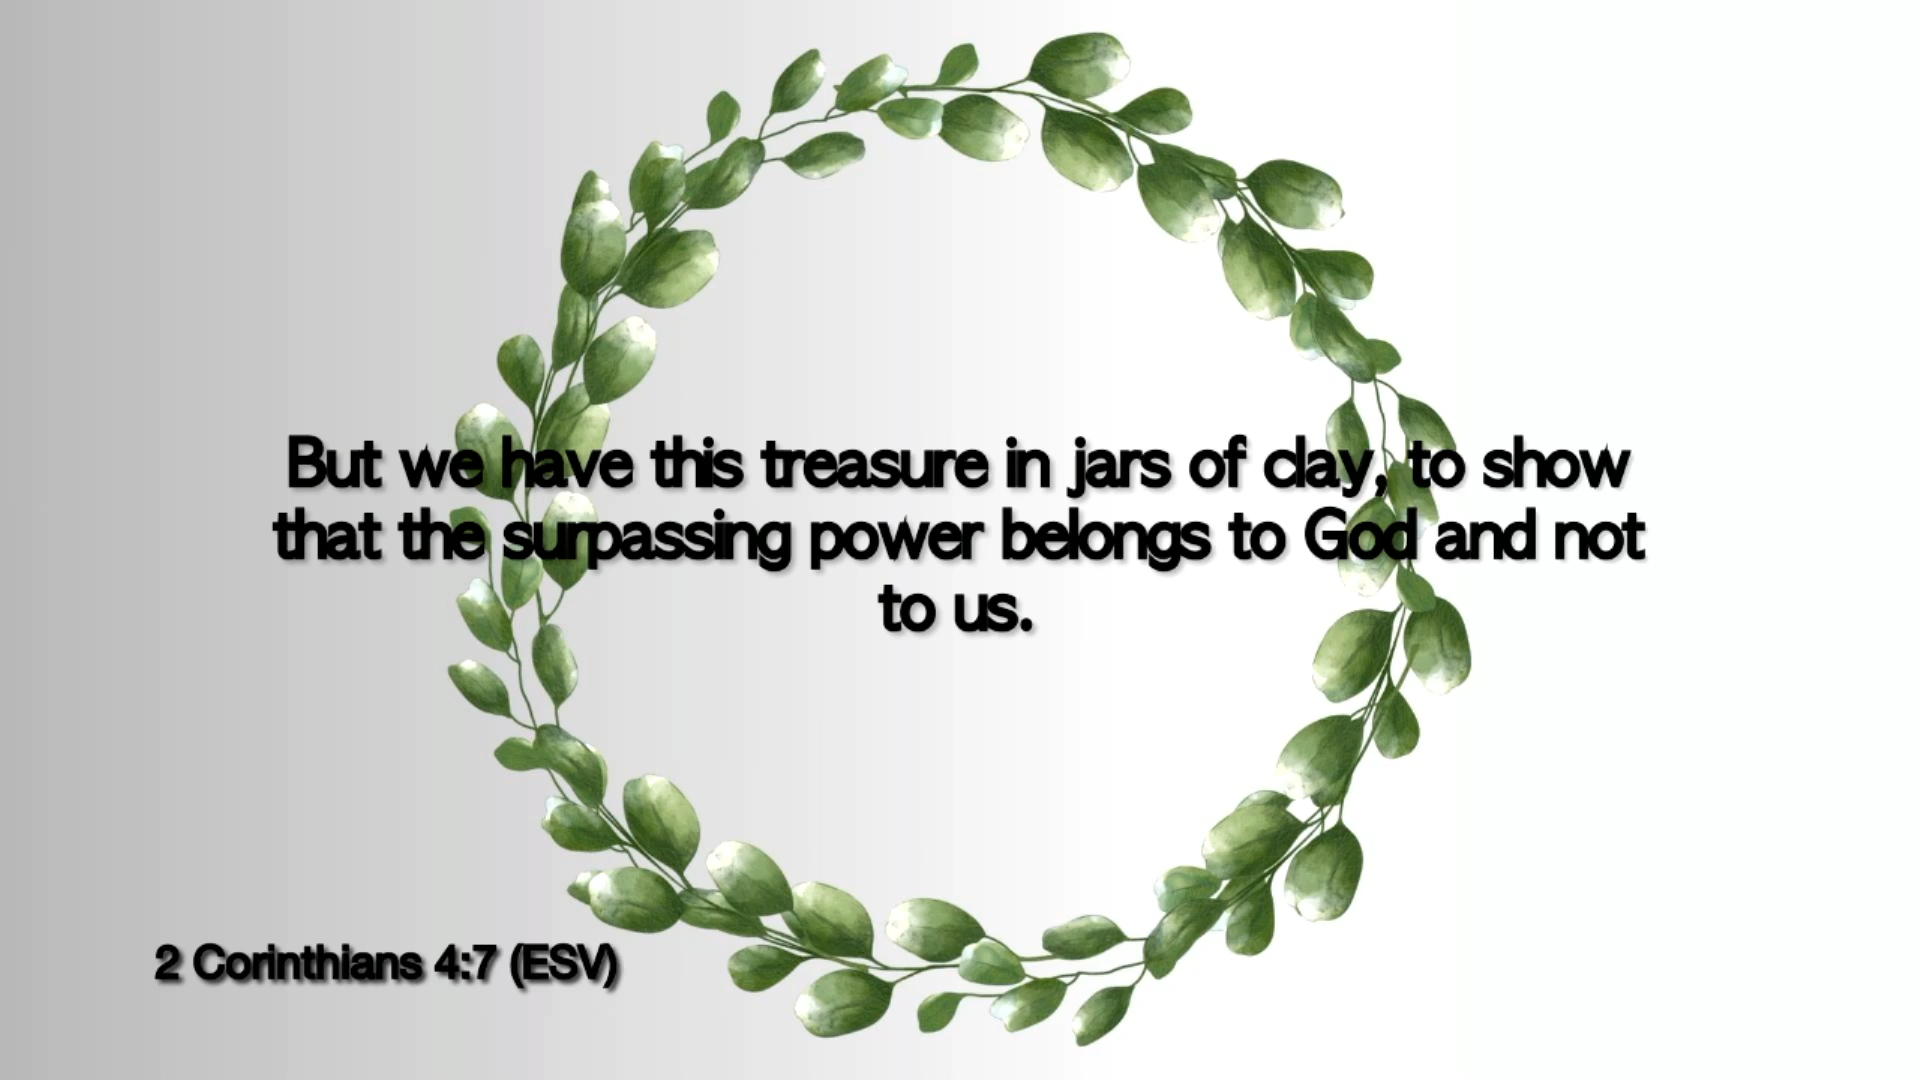 But we have this treasure in jars of clay, to show
that the surpassing power belongs to God and not
to us.
2 Corinthians 4:7 (ESV)